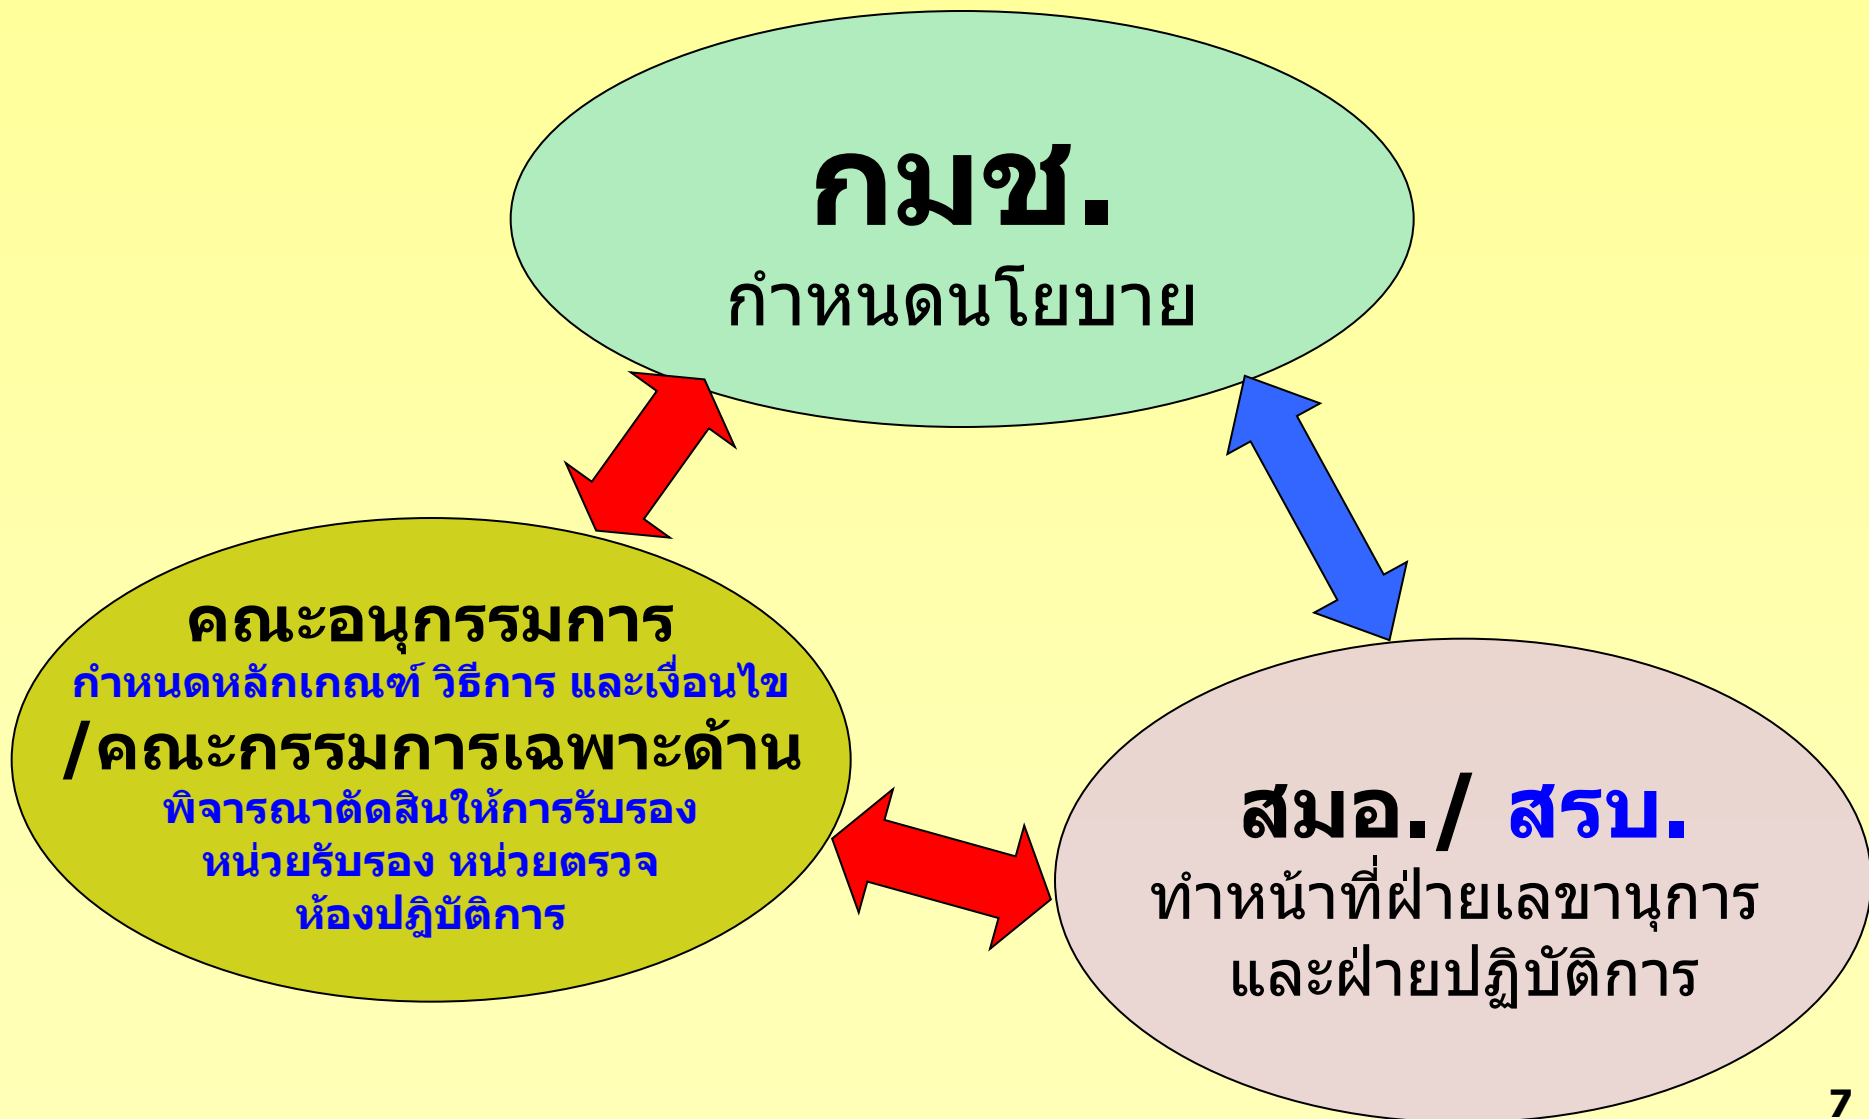 กมช.
กำหนดนโยบาย
คณะอนุกรรมการ
กำหนดหลักเกณฑ์ วิธีการ และเงื่อนไข
/คณะกรรมการเฉพาะด้าน
พิจารณาตัดสินให้การรับรอง
หน่วยรับรอง หน่วยตรวจ
ห้องปฎิบัติการ
สมอ./ สรบ.
ทำหน้าที่ฝ่ายเลขานุการ
และฝ่ายปฏิบัติการ
7